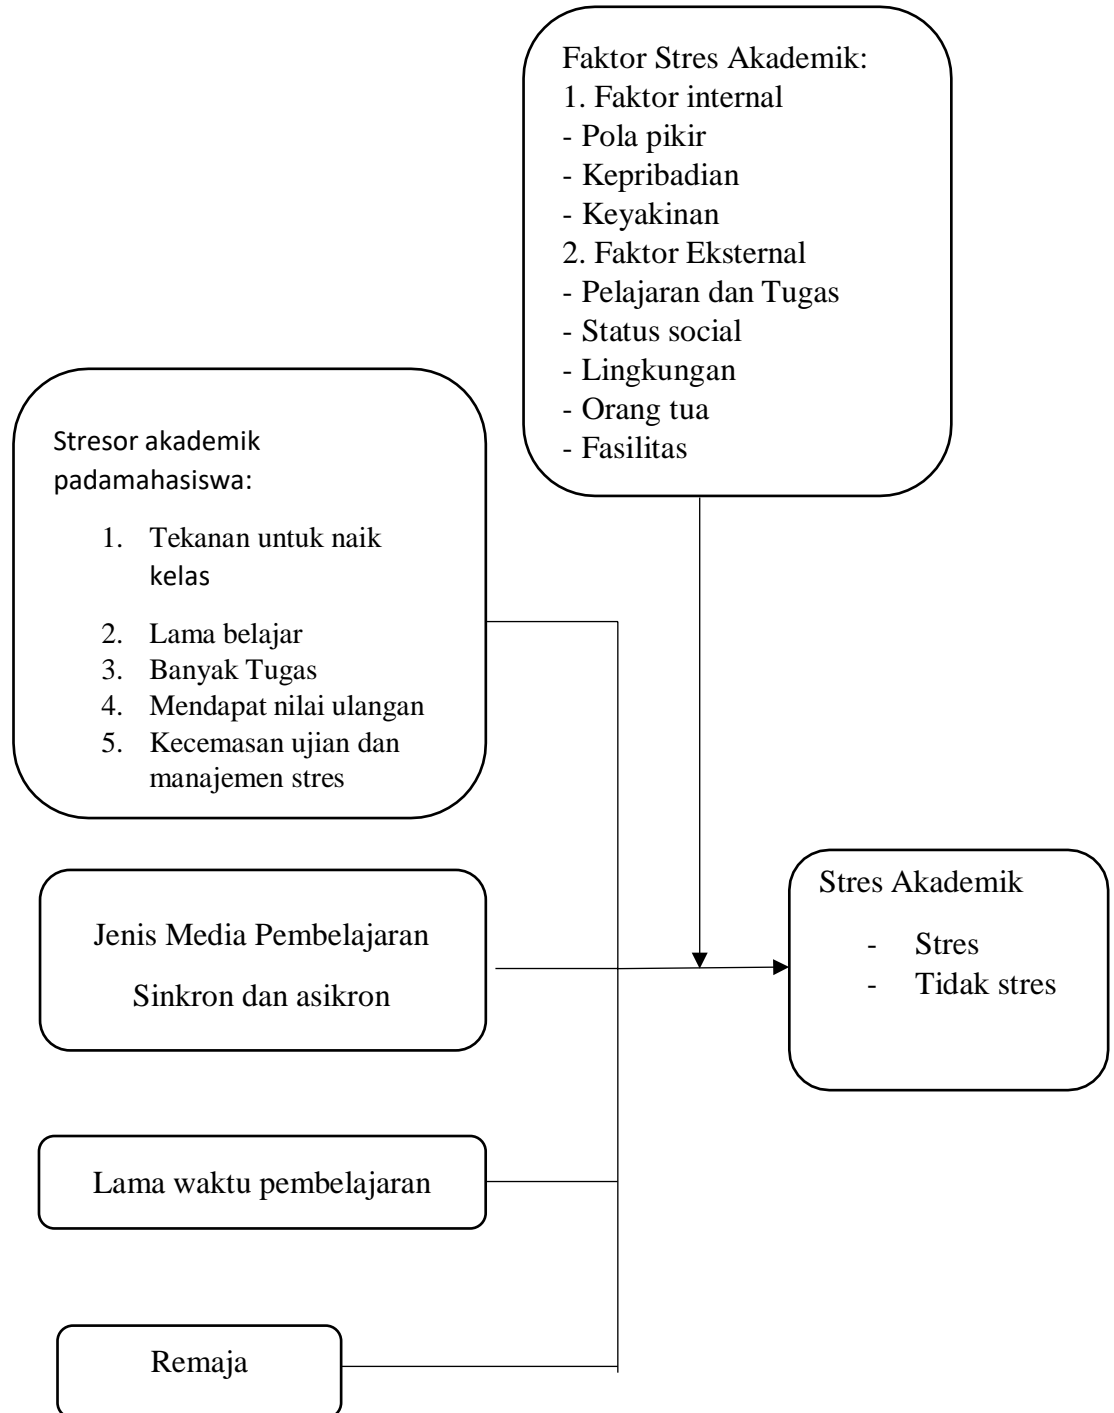 Faktor Stres Akademik:
1. Faktor internal
- Pola pikir
- Kepribadian
- Keyakinan
2. Faktor Eksternal
- Pelajaran dan Tugas
- Status social
- Lingkungan
- Orang tua
- Fasilitas
Stresor akademik
padamahasiswa:
1. Tekanan untuk naik
kelas
2. Lama belajar
3. Banyak Tugas
4. Mendapat nilai ulangan
5. Kecemasan ujian dan
manajemen stres
Jenis Media Pembelajaran
Sinkron dan asikron
Stres Akademik
- Stres
- Tidak stres
Lama waktu pembelajaran
Remaja